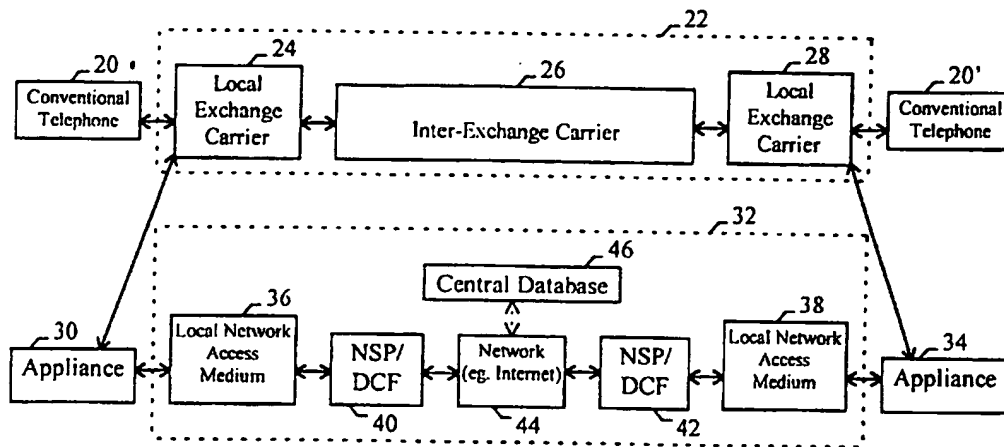 22
20
24
26
28
20'
Conventional
Telephone
Local
Exchange
Carrier
Inter-Exchange Carrier
Local
Exchange
Carrier
Conventional
Telephone
32
46
Central Database
36
38
30
Local Network
Access
Medium
NSP/
DCF
Network
(eg. Internet)
NSP/
DCF
Local Network
Access
Medium
34
Appliance
Appliance
40
44
42